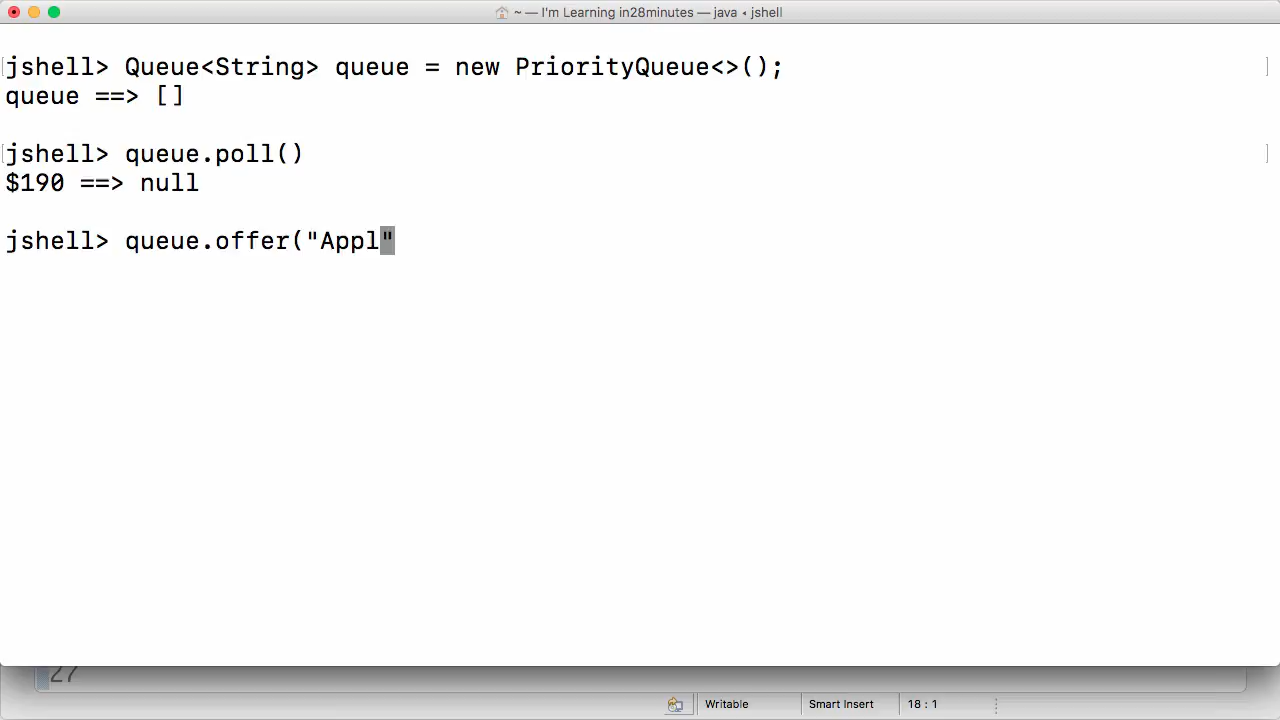 ~ — I'm Learning in28minutes — java ◂ jshell
jshell> Queue<String> queue = new PriorityQueue<>();
queue ==> []
jshell> queue.poll()
$190 ==> null
jshell> queue.offer("Appl"
27
Writable
Smart Insert
18 : 1